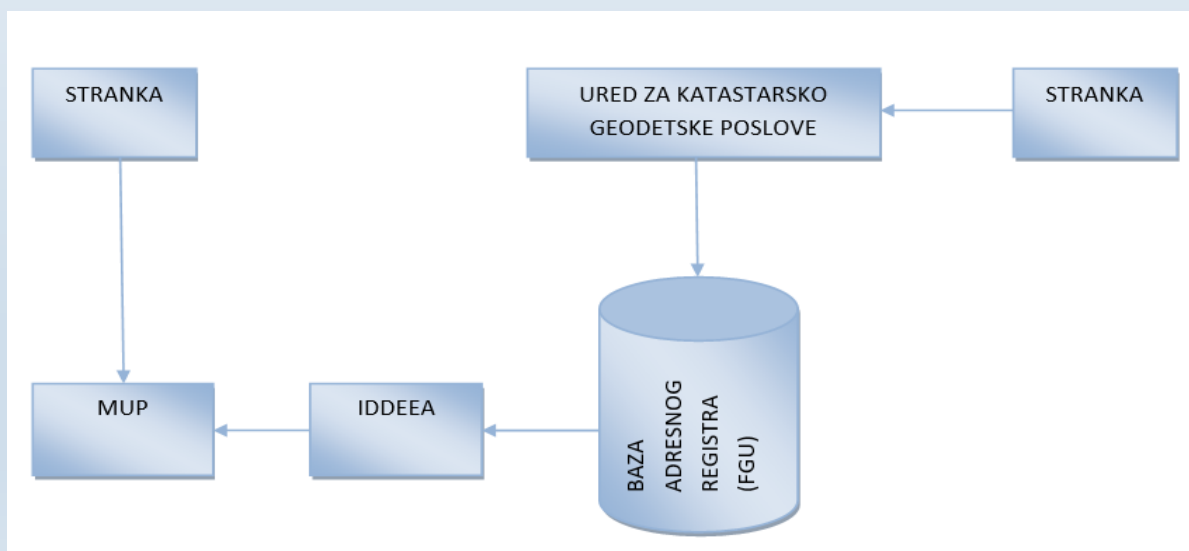 STRANKA
URED ZA KATASTARSKO
GEODETSKE POSLOVE
STRANKA
MUP
IDDEEA
BAZA
ADRESNOG
REGISTRA
(FGU)